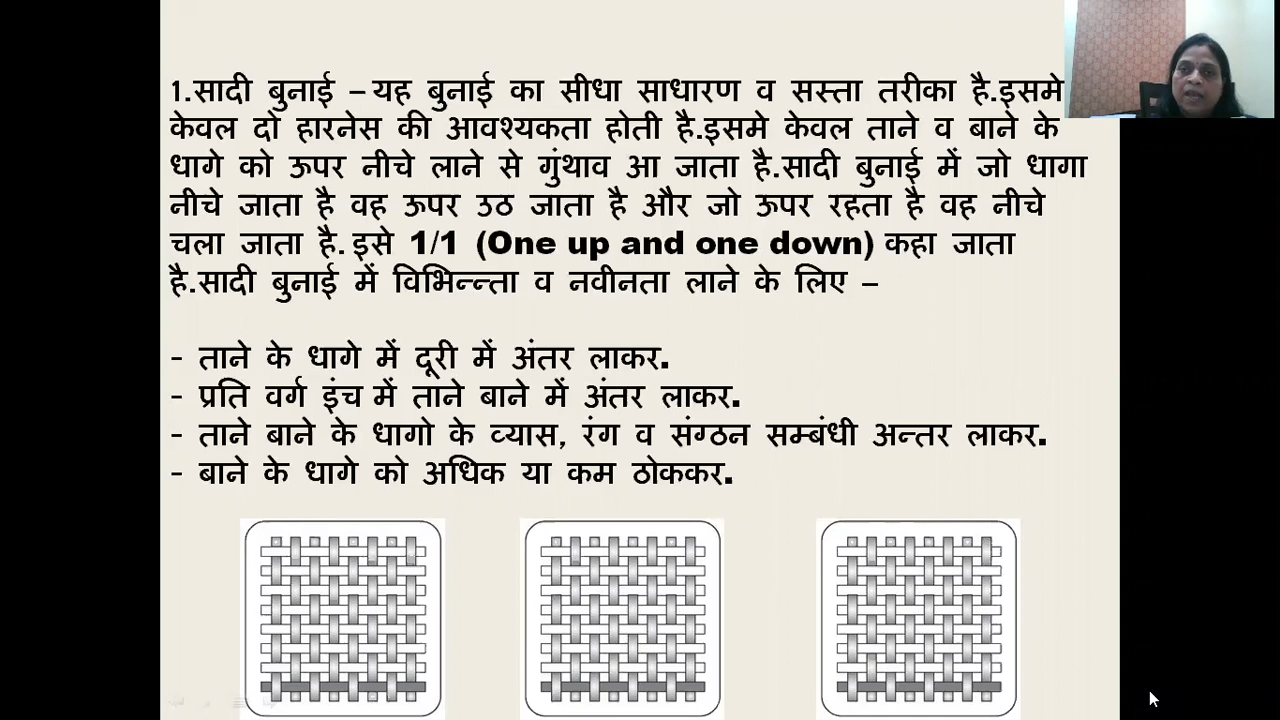 1.सादी बुनाई – यह बुनाई का सीधा साधारण व सस्ता तरीका है.इसमे
केवल दो हारनेस की आवश्यकता होती है.इसमे केवल ताने व बाने के
धागे को ऊपर नीचे लाने से गुंथाव आ जाता है.सादी बुनाई में जो धागा
नीचे जाता है वह ऊपर उठ जाता है और जो ऊपर रहता है वह नीचे
चला जाता है. इसे 1/1 (One up and one down) कहा जाता
है.सादी बुनाई में विभिन्न्ता व नवीनता लाने के लिए –
- ताने के धागे में दूरी में अंतर लाकर.
- प्रति वर्ग इंच में ताने बाने में अंतर लाकर.
- ताने बाने के धागो के व्यास, रंग व संग्ठन सम्बंधी अन्तर लाकर.
- बाने के धागे को अधिक या कम ठोककर.